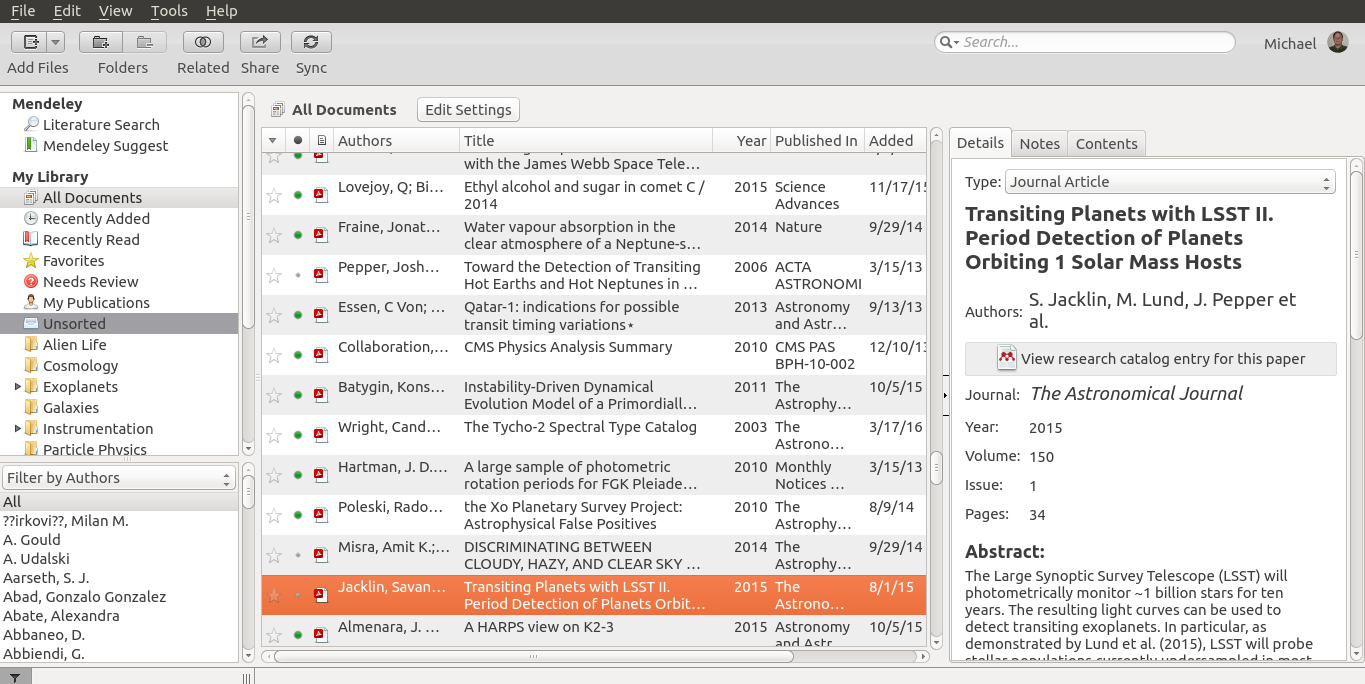 File Edit View Tools Help
Add Files Folders Related Share Sync
Search...
Michael
Mendeley
Literature Search
Mendeley Suggest
My Library
All Documents
Recently Added
Recently Read
Favorites
Needs Review
My Publications
Unsorted
Alien Life
Cosmology
Exoplanets
Galaxies
Instrumentation
Particle Physics
Filter by Authors
All
??irkovi??, Milan M.
A. Gould
A. Udalski
Aarseth, S. J.
Abad, Gonzalo Gonzalez
Abate, Alexandra
Abbaneo, D.
Abbiendi, G.
All Documents Edit Settings
Authors Title Year Published In Added
with the James Webb Space Tele...
Lovejoy, Q; Bi... Ethyl alcohol and sugar in comet C / 2015 Science 11/17/15
2014 Advances
Fraine, Jonat... Water vapour absorption in the 2014 Nature 9/29/14
clear atmosphere of a Neptune-s...
Pepper, Josh... Toward the Detection of Transiting 2006 ACTA 3/15/13
Hot Earths and Hot Neptunes in ... ASTRONOMI
Essen, C Von; ... Qatar-1: indications for possible 2013 Astronomy 9/13/13
transit timing variations⋆ and Astr...
Collaboration,... CMS Physics Analysis Summary 2010 CMS PAS 12/10/13
BPH-10-002
Batygin, Kons... Instability-Driven Dynamical 2011 The 10/5/15
Evolution Model of a Primordiall... Astrophy...
Wright, Cand... The Tycho-2 Spectral Type Catalog 2003 The 3/17/16
Astrono...
Hartman, J. D.... A large sample of photometric 2010 Monthly 3/15/13
rotation periods for FGK Pleiade... Notices ...
Poleski, Rado... the Xo Planetary Survey Project: 2010 The 8/9/14
Astrophysical False Positives Astrophy...
Misra, Amit K.;... DISCRIMINATING BETWEEN 2014 The 9/29/14
CLOUDY, HAZY, AND CLEAR SKY ... Astrophy...
Jacklin, Savan... Transiting Planets with LSST II. 2015 The 8/1/15
Period Detection of Planets Orbit... Astrono...
Almenara, J. ... A HARPS view on K2-3 2015 Astronomy 10/5/15
and Astr
Details Notes Contents
Type: Journal Article
Transiting Planets with LSST II.
Period Detection of Planets
Orbiting 1 Solar Mass Hosts
Authors: S. Jacklin, M. Lund, J. Pepper et
al.
View research catalog entry for this paper
Journal: The Astronomical Journal
Year: 2015
Volume: 150
Issue: 1
Pages: 34
Abstract:
The Large Synoptic Survey Telescope (LSST) will
photometrically monitor ~1 billion stars for ten
years. The resulting light curves can be used to
detect transiting exoplanets. In particular, as
demonstrated by Lund et al. (2015), LSST will probe
stellar populations currently undersampled in most